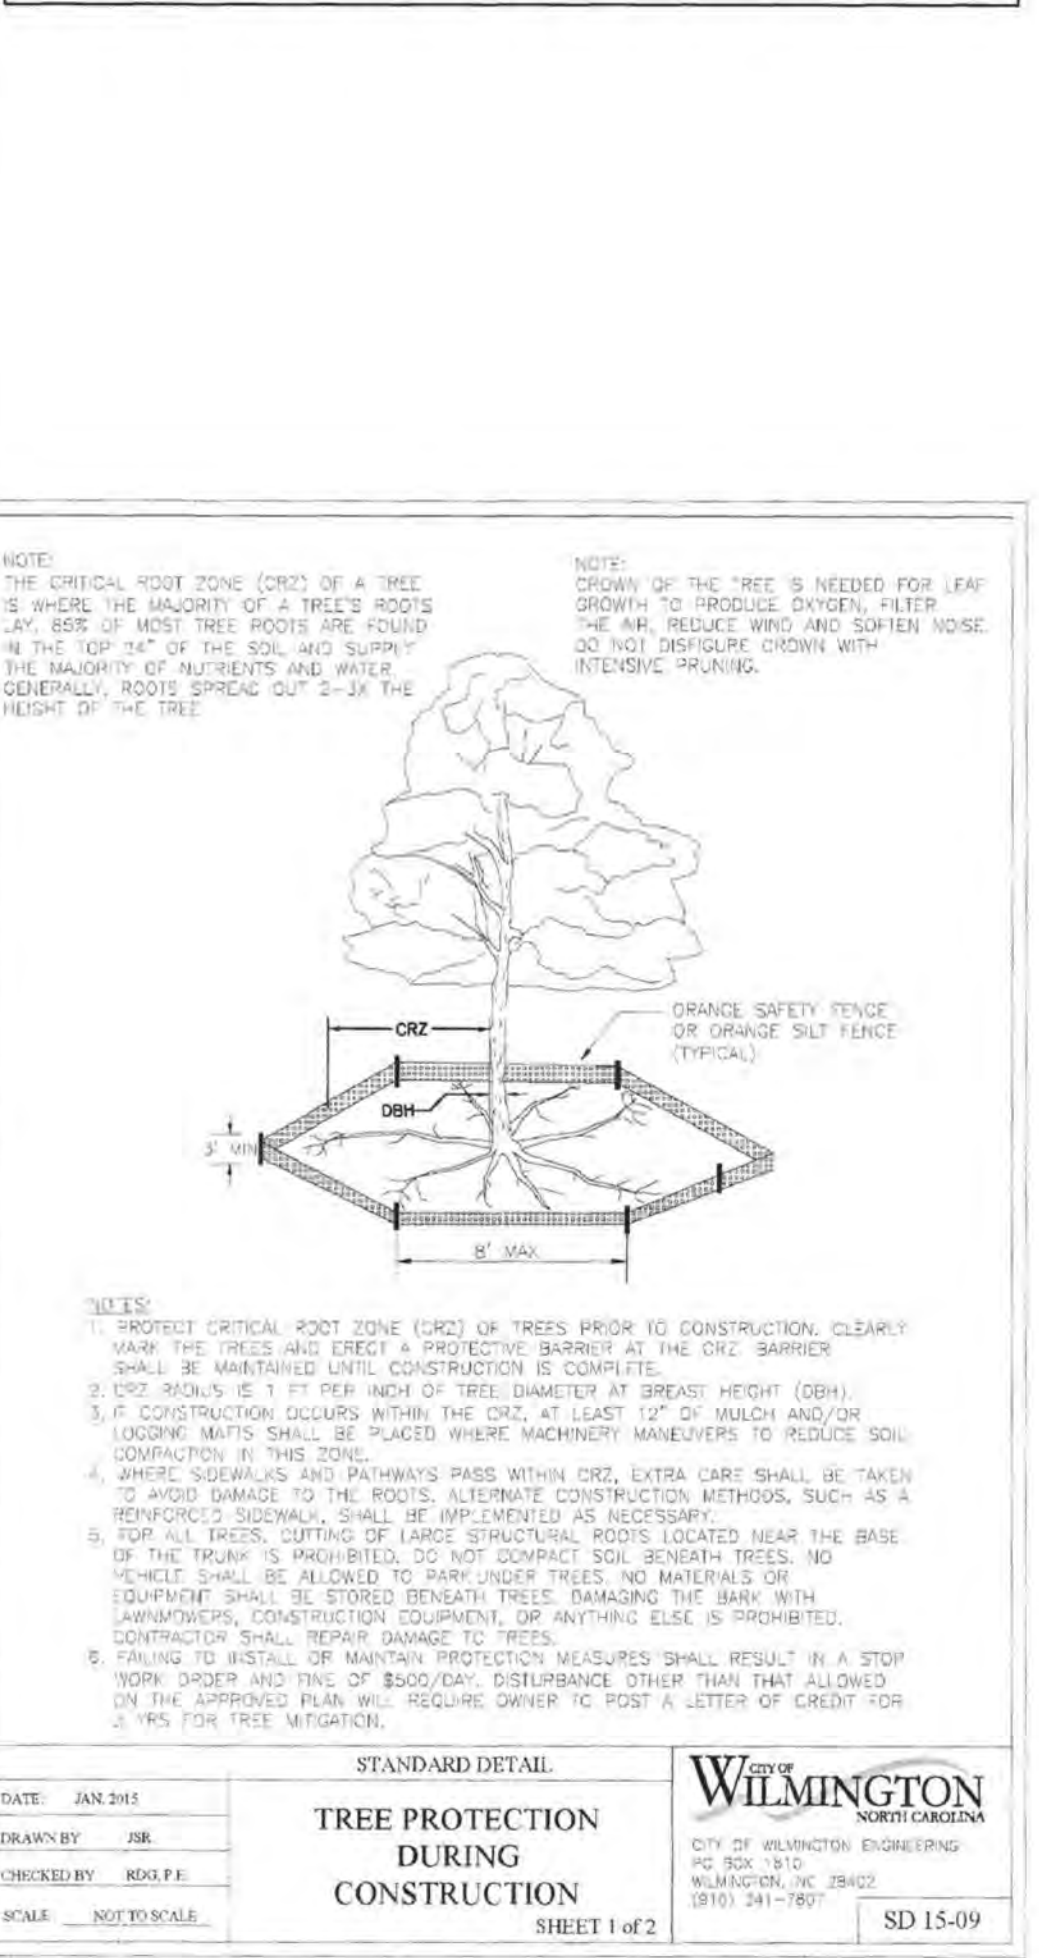 NOTE:
THE CRITICAL ROOT ZONE (CRZ) OF A TREE
IS WHERE THE MAJORITY OF A TREE'S ROOTS
LAY. 85% OF MOST TREE ROOTS ARE FOUND
IN THE TOP 24" OF THE SOIL AND SUPPLY
THE MAJORITY OF NUTRIENTS AND WATER.
GENERALLY, ROOTS SPREAD OUT 2-3X THE
HEIGHT OF THE TREE
NOTE:
CROWN OF THE TREE IS NEEDED FOR LEAF
GROWTH TO PRODUCE OXYGEN, FILTER
THE AIR, REDUCE WIND AND SOFTEN NOISE.
DO NOT DISFIGURE CROWN WITH
INTENSIVE PRUNING.
ORANGE SAFETY FENCE
OR ORANGE SILT FENCE
(TYPICAL)
CRZ
DBH
3' MIN
8' MAX
NOTES:
1. PROTECT CRITICAL ROOT ZONE (CRZ) OF TREES PRIOR TO CONSTRUCTION. CLEARLY
MARK THE TREES AND ERECT A PROTECTIVE BARRIER AT THE CRZ. BARRIER
SHALL BE MAINTAINED UNTIL CONSTRUCTION IS COMPLETE.
2. CRZ RADIUS IS 1 FT PER INCH OF TREE DIAMETER AT BREAST HEIGHT (DBH).
3. IF CONSTRUCTION OCCURS WITHIN THE CRZ, AT LEAST 12" OF MULCH AND/OR
LOGGING MATTS SHALL BE PLACED WHERE MACHINERY MANEUVERS TO REDUCE SOIL
COMPACTION IN THIS ZONE.
4. WHERE SIDEWALKS AND PATHWAYS PASS WITHIN CRZ, EXTRA CARE SHALL BE TAKEN
TO AVOID DAMAGE TO THE ROOTS. ALTERNATE CONSTRUCTION METHODS, SUCH AS A
REINFORCED SIDEWALK, SHALL BE IMPLEMENTED AS NECESSARY.
5. FOR ALL TREES, CUTTING OF LARGE STRUCTURAL ROOTS LOCATED NEAR THE BASE
OF THE TRUNK IS PROHIBITED. DO NOT COMPACT SOIL BENEATH TREES. NO
VEHICLE SHALL BE ALLOWED TO PARK UNDER TREES. NO MATERIALS OR
EQUIPMENT SHALL BE STORED BENEATH TREES. DAMAGING THE BARK WITH
LAWNMOWERS, CONSTRUCTION EQUIPMENT, OR ANYTHING ELSE IS PROHIBITED.
CONTRACTOR SHALL REPAIR DAMAGE TO TREES.
6. FAILING TO INSTALL OR MAINTAIN PROTECTION MEASURES SHALL RESULT IN A STOP
WORK ORDER AND FINE OF $500/DAY. DISTURBANCE OTHER THAN THAT ALLOWED
ON THE APPROVED PLAN WILL REQUIRE OWNER TO POST A LETTER OF CREDIT FOR
YRS FOR TREE MITIGATION.
DATE: JAN. 2015
DRAWN BY JSR
CHECKED BY RDG, P.E.
SCALE NOT TO SCALE
STANDARD DETAIL
TREE PROTECTION
DURING
CONSTRUCTION
SHEET 1 of 2
CITY OF
WILMINGTON
NORTH CAROLINA
CITY OF WILMINGTON ENGINEERING
PO BOX 1810
WILMINGTON, NC 28402
(910) 341-7807
SD 15-09